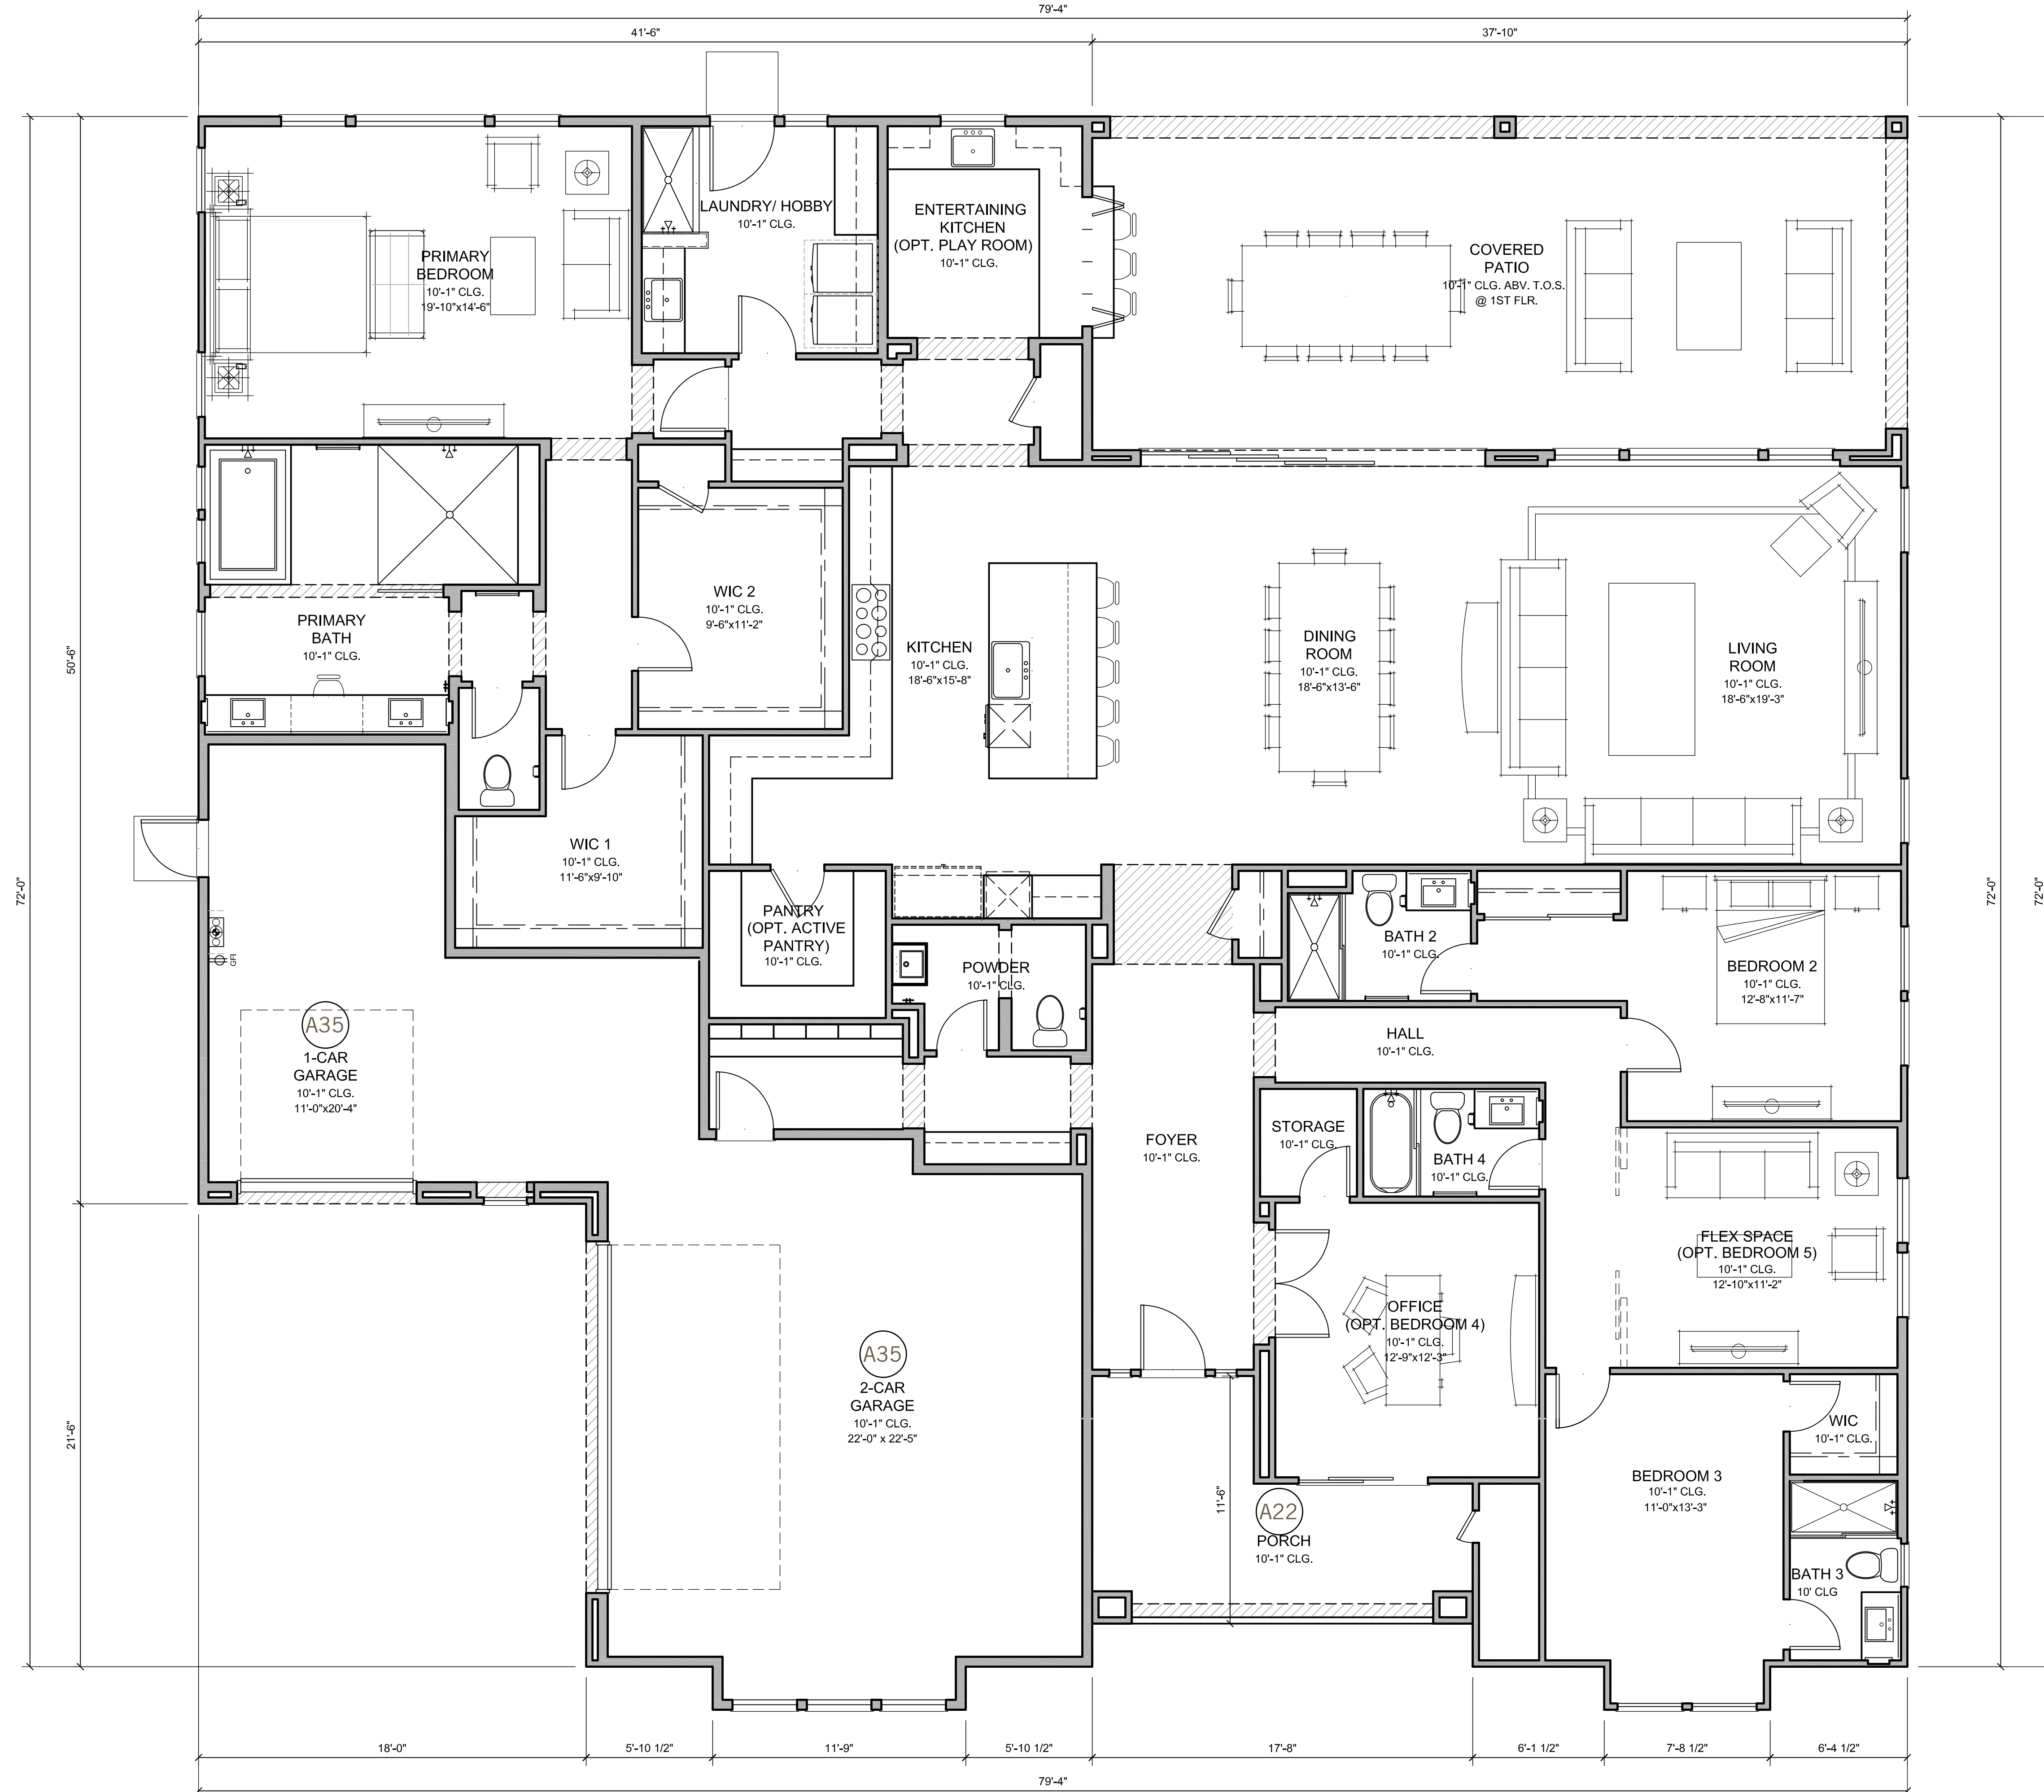 79'-4"
41'-6"
37'-10"
72'-0"
50'-6"
21'-6"
72'-0"
72'-0"
PRIMARY
BEDROOM
10'-1" CLG.
19'-10"x14'-6"
LAUNDRY/ HOBBY
10'-1" CLG.
ENTERTAINING
KITCHEN
(OPT. PLAY ROOM)
10'-1" CLG.
COVERED
PATIO
10'-1" CLG. ABV. T.O.S.
@ 1ST FLR.
PRIMARY
BATH
10'-1" CLG.
WIC 2
10'-1" CLG.
9'-6"x11'-2"
KITCHEN
10'-1" CLG.
18'-6"x15'-8"
DINING
ROOM
10'-1" CLG.
18'-6"x13'-6"
LIVING
ROOM
10'-1" CLG.
18'-6"x19'-3"
WIC 1
10'-1" CLG.
11'-6"x9'-10"
PANTRY
(OPT. ACTIVE
PANTRY)
10'-1" CLG.
POWDER
10'-1" CLG.
BATH 2
10'-1" CLG.
BEDROOM 2
10'-1" CLG.
12'-8"x11'-7"
GFI
A35
1-CAR
GARAGE
10'-1" CLG.
11'-0"x20'-4"
HALL
10'-1" CLG.
FOYER
10'-1" CLG.
STORAGE
10'-1" CLG.
BATH 4
10'-1" CLG.
FLEX SPACE
(OPT. BEDROOM 5)
10'-1" CLG.
12'-10"x11'-2"
OFFICE
(OPT. BEDROOM 4)
10'-1" CLG.
12'-9"x12'-3"
A35
2-CAR
GARAGE
10'-1" CLG.
22'-0" x 22'-5"
WIC
10'-1" CLG.
BEDROOM 3
10'-1" CLG.
11'-0"x13'-3"
11'-6"
A22
PORCH
10'-1" CLG.
BATH 3
10' CLG
18'-0"
5'-10 1/2"
11'-9"
5'-10 1/2"
17'-8"
6'-1 1/2"
7'-8 1/2"
6'-4 1/2"
79'-4"